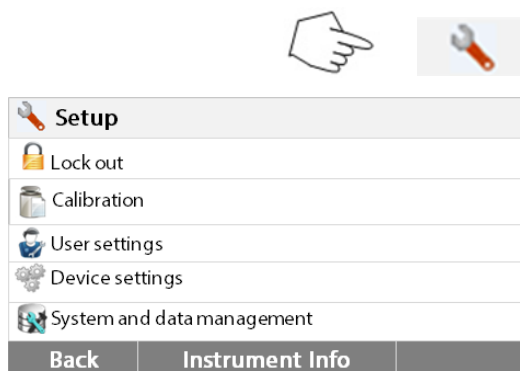 Setup
Lock out
Calibration
User settings
Device settings
System and data management
Back Instrument Info